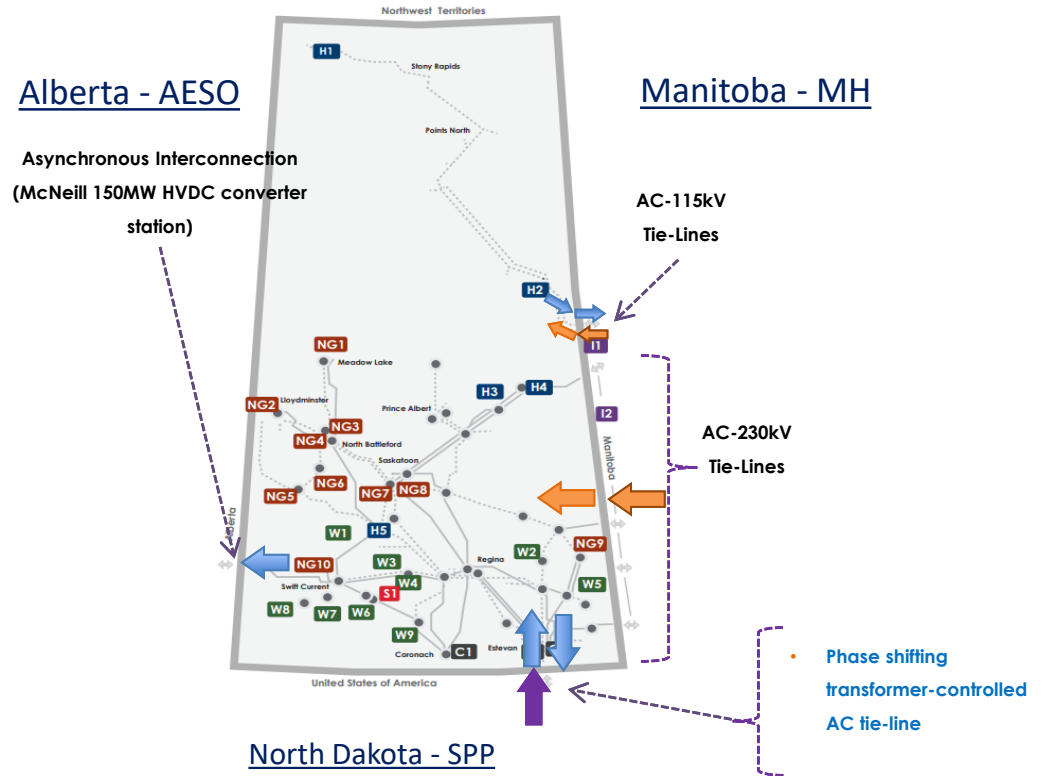 Northwest Territories
H1
Stony Rapids
Alberta - AESO
Manitoba - MH
Points North
Asynchronous Interconnection
(McNeill 150MW HVDC converter
station)
AC-115kV
Tie-Lines
H2
I1
NG1
Meadow Lake
H3
H4
NG2
Lloydminster
Prince Albert
I2
NG3
NG4
North Battleford
Manitoba
AC-230kV
Tie-Lines
Saskatoon
NG6
NG5
NG7
NG8
Alberta
W1
H5
NG9
W2
Regina
NG10
W3
W4
W5
Swift Current
S1
W8
W7
W6
W9
Coronach
C1
Estevan
United States of America
• Phase shifting
transformer-controlled
AC tie-line
North Dakota - SPP